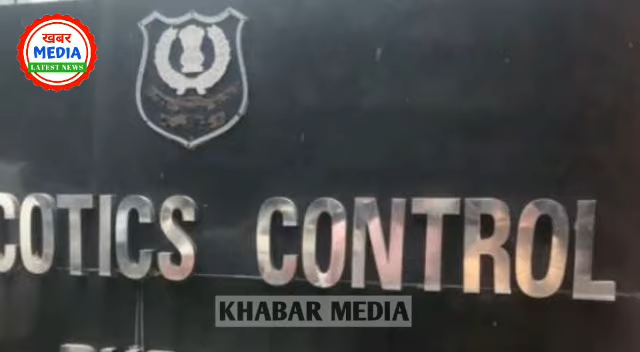 खबर
MEDIA
LATEST NEWS
COTICS CONTROL
KHABAR MEDIA